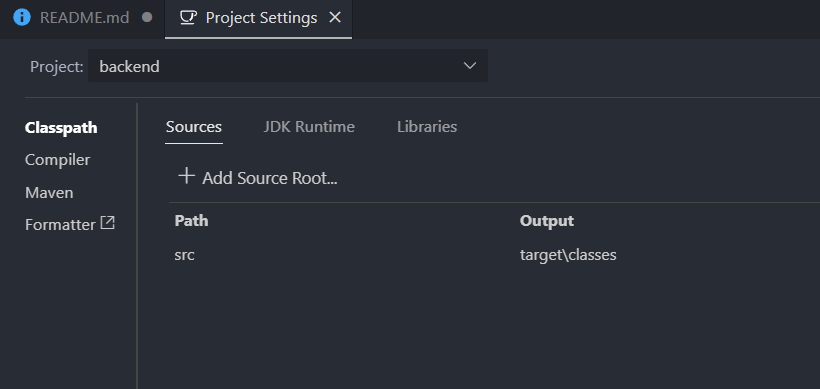 README.md
Project Settings
Project: backend
Classpath
Compiler
Maven
Formatter
Sources JDK Runtime Libraries
Add Source Root...
Path Output
src target\classes